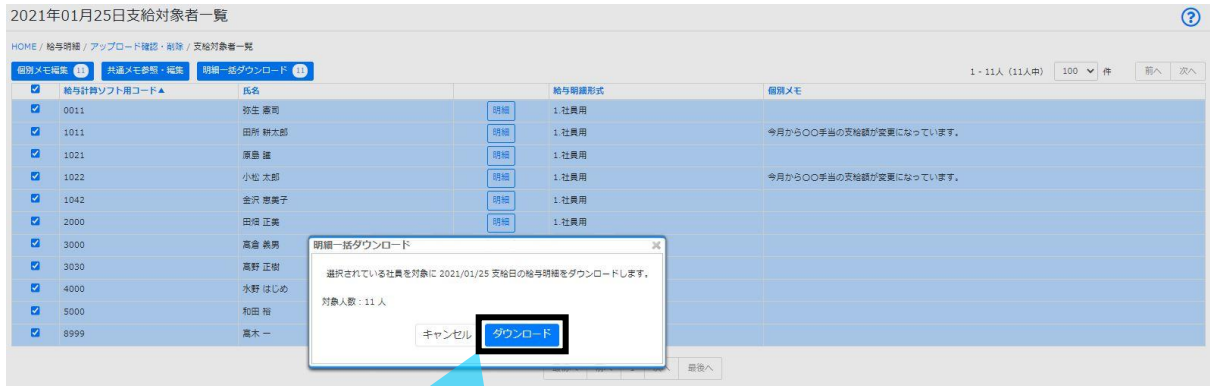 2021年01月25日支給対象者一覧
HOME / 給与明細 / アップロード確認・削除 / 支給対象者一覧
個別メモ編集 11 共通メモ参照・編集 明細一括ダウンロード 11 1 - 11人 (11人中) 100 件 前へ 次へ
給与計算ソフト用コード▲ 氏名 給与明細形式 個別メモ
0011 弥生 憲司 明細 1.社員用
1011 田所 耕太郎 明細 1.社員用 今月から〇〇手当の支給額が変更になっています。
1021 原島 謙 明細 1.社員用
1022 小松 太郎 明細 1.社員用 今月から〇〇手当の支給額が変更になっています。
1042 金沢 恵美子 明細 1.社員用
2000 田畑 正美 明細 1.社員用
3000 高倉 義男
3030 高野 正樹
4000 水野 はじめ
5000 和田 裕
8999 高木 一
明細一括ダウンロード
選択されている社員を対象に 2021/01/25 支給日の給与明細をダウンロードします。
対象人数 : 11 人
キャンセル ダウンロード
最後へ